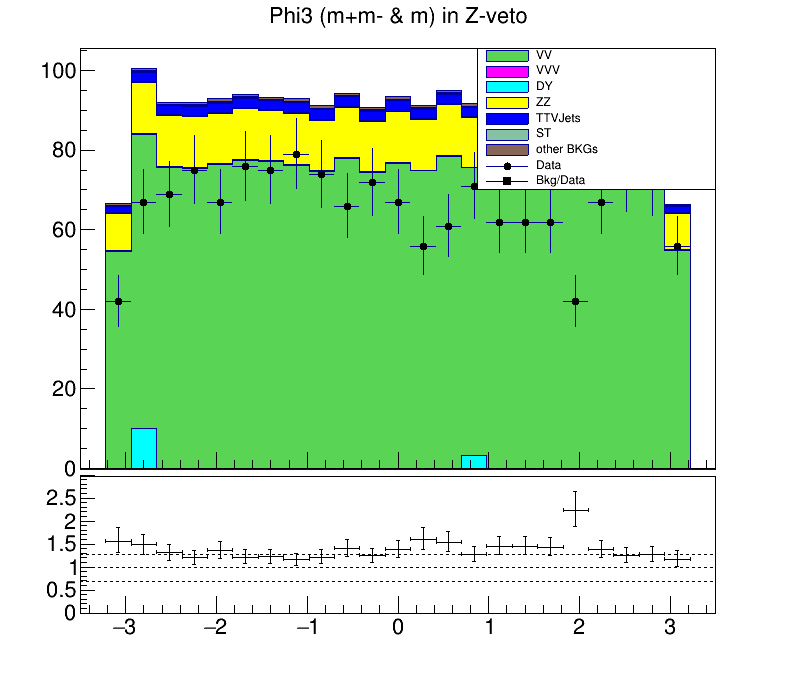 Phi3 (m+m- & m) in Z-veto
100
80
60
40
20
0
VV
VVV
DY
ZZ
TTVJets
ST
other BKGs
Data
Bkg/Data
2.5
2
1.5
1
0.5
0
−3 −2 −1 0 1 2 3